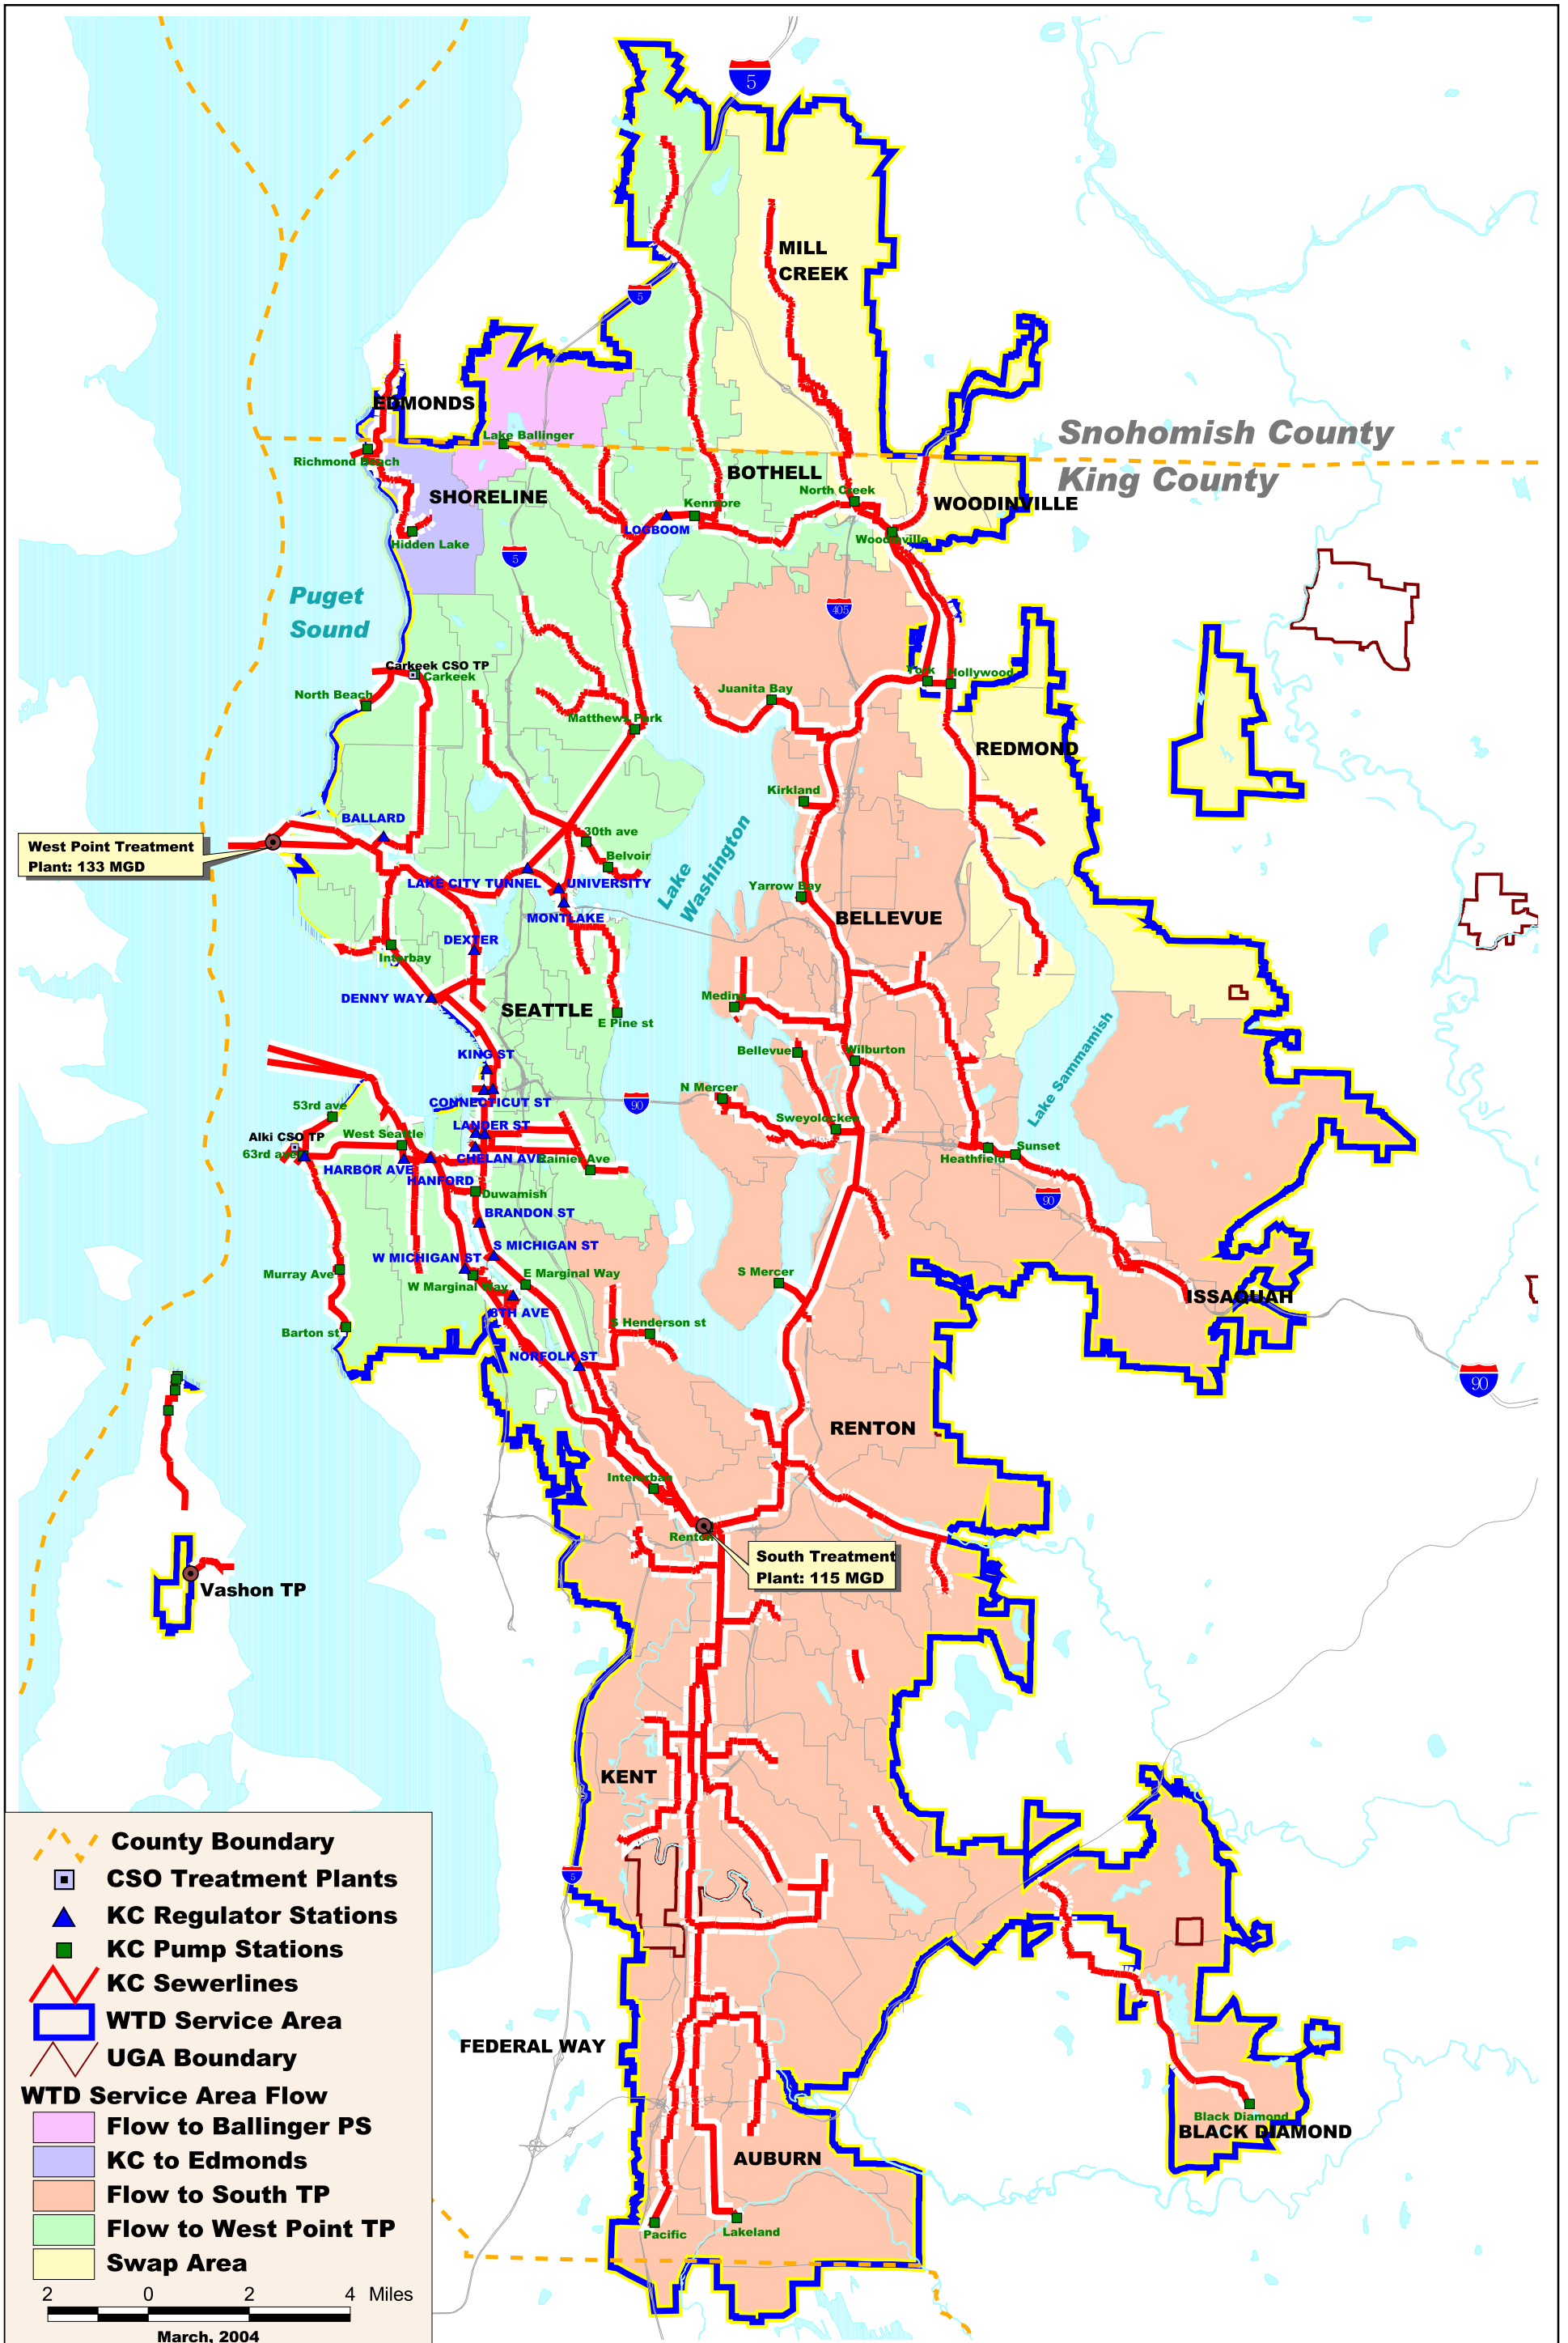 5
MILL
CREEK
5
EDMONDS
Snohomish County
Lake Ballinger
Richmond Beach
BOTHELL
King County
SHORELINE
North Creek
WOODINVILLE
Kenmore
LOGBOOM
Woodinville
Hidden Lake
5
Puget
Sound
405
Carkeek CSO TP
Carkeek
York
Hollywood
North Beach
Juanita Bay
Matthews Park
REDMOND
Kirkland
BALLARD
30th ave
West Point Treatment
Plant: 133 MGD
Belvoir
Lake
Washington
LAKE CITY TUNNEL
UNIVERSITY
Yarrow Bay
MONTLAKE
BELLEVUE
DEXTER
Interbay
DENNY WAY
Medina
SEATTLE
E Pine st
KING ST
Bellevue
Wilburton
Lake Sammamish
N Mercer
CONNECTICUT ST
90
53rd ave
LANDER ST
Sweyolocken
Alki CSO TP
West Seattle
63rd ave
CHELAN AVE
Rainier Ave
Heathfield
Sunset
HARBOR AVE
HANFORD
Duwamish
90
BRANDON ST
S MICHIGAN ST
W MICHIGAN ST
Murray Ave
E Marginal Way
S Mercer
W Marginal Way
ISSAQUAH
8TH AVE
S Henderson st
Barton st
NORFOLK ST
90
RENTON
Interurban
Renton
South Treatment
Plant: 115 MGD
Vashon TP
KENT
5
FEDERAL WAY
Black Diamond
BLACK DIAMOND
AUBURN
Pacific
Lakeland
County Boundary
CSO Treatment Plants
KC Regulator Stations
KC Pump Stations
KC Sewerlines
WTD Service Area
UGA Boundary
WTD Service Area Flow
Flow to Ballinger PS
KC to Edmonds
Flow to South TP
Flow to West Point TP
Swap Area
2 0 2 4 Miles
March, 2004